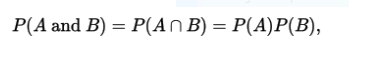 P(A and B) = P(A ∩ B) = P(A)P(B),